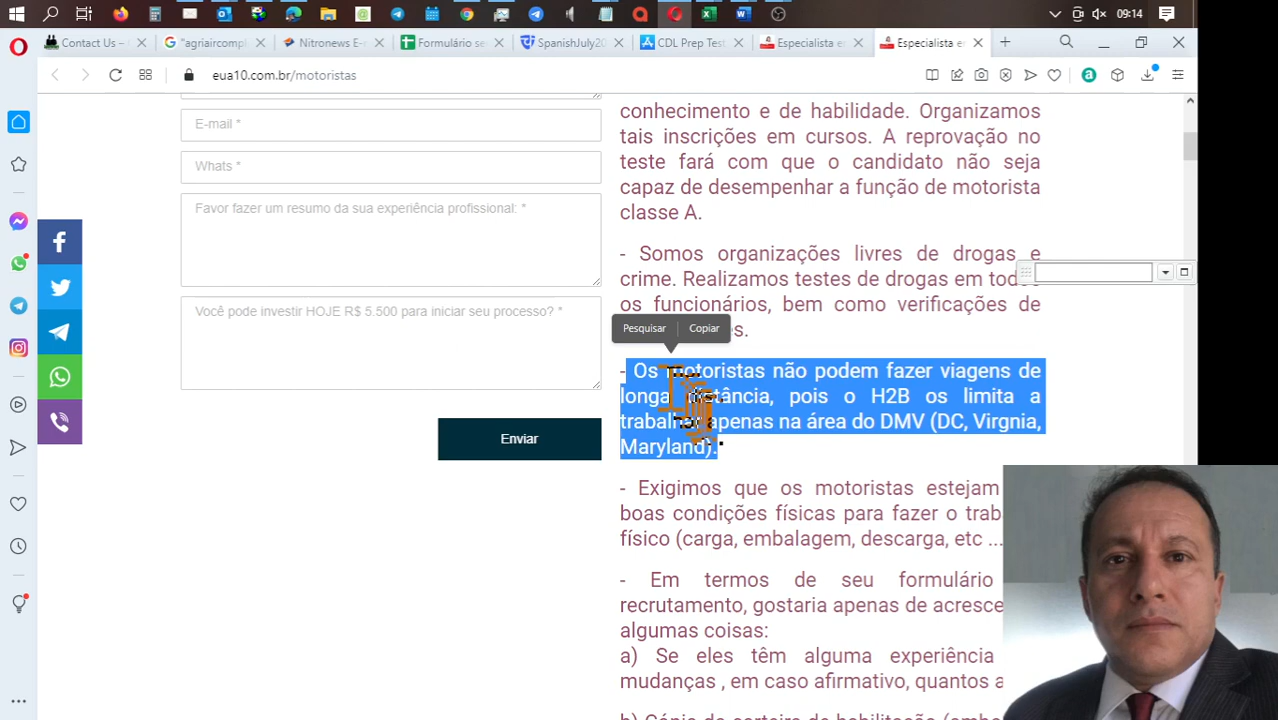 09:14
Contact Us –
"agriaircompl
Nitronews E-
Formulário se
SpanishJuly20
CDL Prep Test
Especialista e
Especialista e
eua10.com.br/motoristas
E-mail *
Whats *
Favor fazer um resumo da sua experiência profissional: *
Você pode investir HOJE R$ 5.500 para iniciar seu processo? *
Enviar
conhecimento e de habilidade. Organizamos
tais inscrições em cursos. A reprovação no
teste fará com que o candidato não seja
capaz de desempenhar a função de motorista
classe A.
- Somos organizações livres de drogas e
crime. Realizamos testes de drogas em todos
os funcionários, bem como verificações de
Pesquisar
Copiar
- Os motoristas não podem fazer viagens de
longa distância, pois o H2B os limita a
trabalhar apenas na área do DMV (DC, Virgnia,
Maryland).
- Exigimos que os motoristas estejam
boas condições físicas para fazer o trab
físico (carga, embalagem, descarga, etc ...
- Em termos de seu formulário
recrutamento, gostaria apenas de acresce
algumas coisas:
a) Se eles têm alguma experiência
mudanças , em caso afirmativo, quantos a